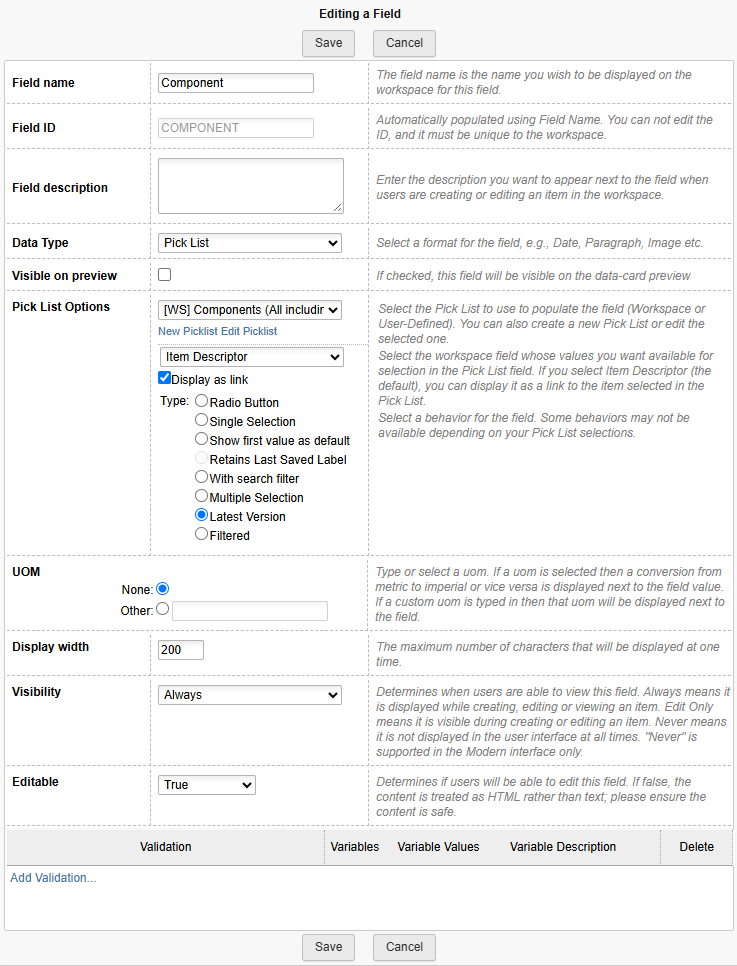 Editing a Field
Save Cancel
Field name
Component
The field name is the name you wish to be displayed on the
workspace for this field.
Field ID
COMPONENT
Automatically populated using Field Name. You can not edit the
ID, and it must be unique to the workspace.
Field description
Enter the description you want to appear next to the field when
users are creating or editing an item in the workspace.
Data Type
Pick List
Select a format for the field, e.g., Date, Paragraph, Image etc.
Visible on preview
If checked, this field will be visible on the data-card preview
Pick List Options
[WS] Components (All includir
New Picklist Edit Picklist
Item Descriptor
Display as link
Type:
Radio Button
Single Selection
Show first value as default
Retains Last Saved Label
With search filter
Multiple Selection
Latest Version
Filtered
Select the Pick List to use to populate the field (Workspace or
User-Defined). You can also create a new Pick List or edit the
selected one.
Select the workspace field whose values you want available for
selection in the Pick List field. If you select Item Descriptor (the
default), you can display it as a link to the item selected in the
Pick List.
Select a behavior for the field. Some behaviors may not be
available depending on your Pick List selections.
UOM
None:
Other:
Type or select a uom. If a uom is selected then a conversion from
metric to imperial or vice versa is displayed next to the field value.
If a custom uom is typed in then that uom will be displayed next to
the field.
Display width
200
The maximum number of characters that will be displayed at one
time.
Visibility
Always
Determines when users are able to view this field. Always means it
is displayed while creating, editing or viewing an item. Edit Only
means it is visible during creating or editing an item. Never means
it is not displayed in the user interface at all times. "Never" is
supported in the Modern interface only.
Editable
True
Determines if users will be able to edit this field. If false, the
content is treated as HTML rather than text; please ensure the
content is safe.
Validation Variables Variable Values Variable Description Delete
Add Validation...
Save Cancel